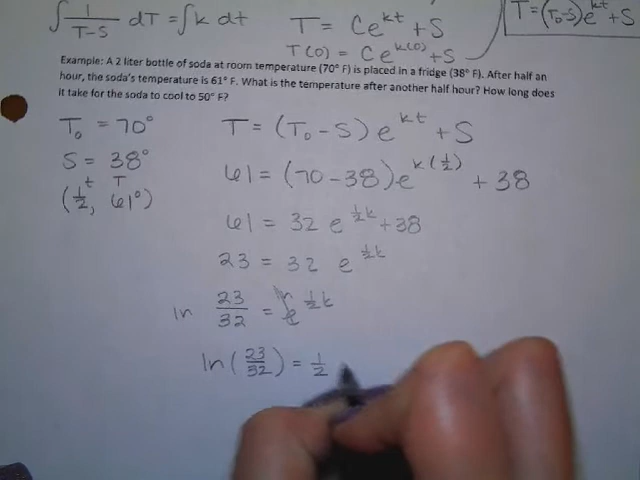 ∫ 1/(T-S) dT = ∫ k dt
T = Ce^(kt) + S
T = (T₀-S)e^(kt) + S
T(0) = Ce^(k(0)) + S
Example: A 2 liter bottle of soda at room temperature (70° F) is placed in a fridge (38° F). After half an
hour, the soda's temperature is 61° F. What is the temperature after another half hour? How long does
it take for the soda to cool to 50° F?
T₀ = 70°
T = (T₀ - S) e^(kt) + S
S = 38°
61 = (70 - 38) e^(k(1/2)) + 38
t T
(1/2, 61°)
61 = 32 e^(1/2 k) + 38
23 = 32 e^(1/2 k)
ln 23/32 = ln e^(1/2 k)
ln (23/32) = 1/2